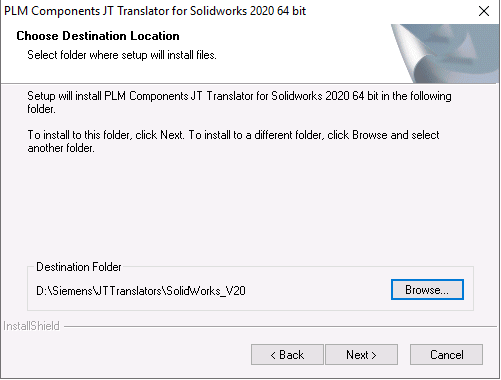 PLM Components JT Translator for Solidworks 2020 64 bit
Choose Destination Location
Select folder where setup will install files.
Setup will install PLM Components JT Translator for Solidworks 2020 64 bit in the following
folder.
To install to this folder, click Next. To install to a different folder, click Browse and select
another folder.
Destination Folder
D:\Siemens\JTTranslators\SolidWorks_V20
Browse...
InstallShield
< Back
Next >
Cancel